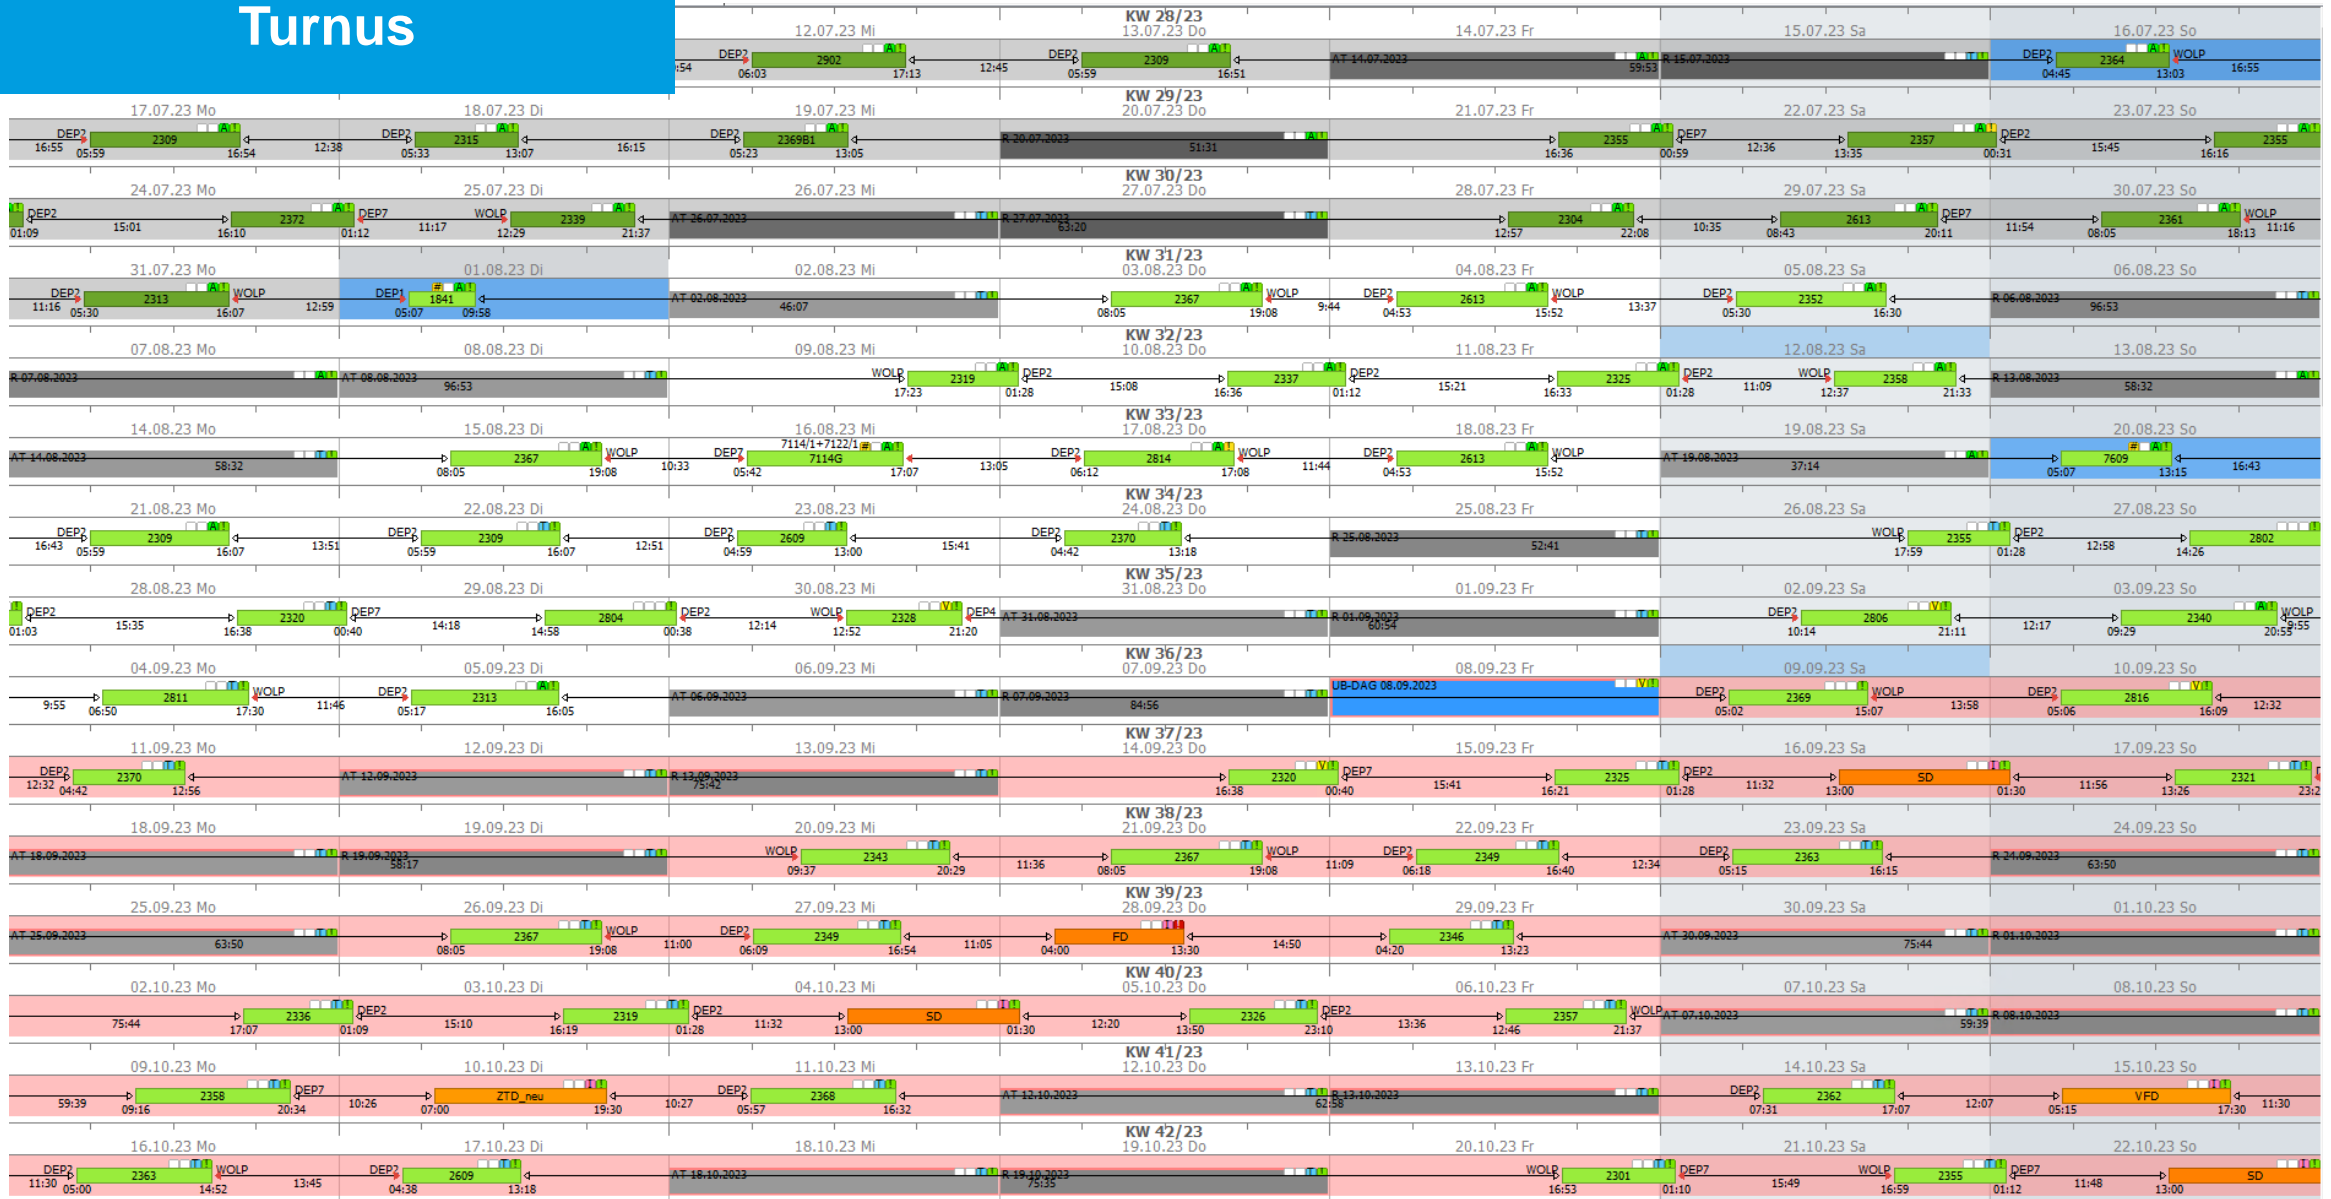 Turnus
KW 28/23
12.07.23 Mi 13.07.23 Do 14.07.23 Fr 15.07.23 Sa 16.07.23 So
:54 DEP2 2902 12:45 DEP2 2309 AT 14.07.2023 59:53 R 15.07.2023 DEP2 2364 WOLP 16:55
06:03 17:13 05:59 16:51 04:45 13:03
KW 29/23
17.07.23 Mo 18.07.23 Di 19.07.23 Mi 20.07.23 Do 21.07.23 Fr 22.07.23 Sa 23.07.23 So
16:55 DEP2 2309 12:38 DEP2 2315 16:15 DEP2 2369B1 R 20.07.2023 51:31 2355 DEP7 12:36 2357 DEP2 15:45 2355
05:59 16:54 05:33 13:07 05:23 13:05 16:36 00:59 13:35 00:31 16:16
KW 30/23
24.07.23 Mo 25.07.23 Di 26.07.23 Mi 27.07.23 Do 28.07.23 Fr 29.07.23 Sa 30.07.23 So
DEP2 15:01 2372 DEP7 11:17 WOLP 2339 AT 26.07.2023 R 27.07.2023 63:20 2304 10:35 2613 DEP7 11:54 2361 WOLP 11:16
01:09 16:10 01:12 12:29 21:37 12:57 22:08 08:43 20:11 08:05 18:13
KW 31/23
31.07.23 Mo 01.08.23 Di 02.08.23 Mi 03.08.23 Do 04.08.23 Fr 05.08.23 Sa 06.08.23 So
11:16 DEP2 2313 WOLP 12:59 DEP1 1841 AT 02.08.2023 46:07 2367 WOLP 9:44 DEP2 2613 WOLP 13:37 DEP2 2352 R 06.08.2023 96:53
05:30 16:07 05:07 09:58 08:05 19:08 04:53 15:52 05:30 16:30
KW 32/23
07.08.23 Mo 08.08.23 Di 09.08.23 Mi 10.08.23 Do 11.08.23 Fr 12.08.23 Sa 13.08.23 So
R 07.08.2023 AT 08.08.2023 96:53 WOLP 2319 DEP2 15:08 2337 DEP2 15:21 2325 DEP2 11:09 WOLP 2358 R 13.08.2023 58:32
17:23 01:28 16:36 01:12 16:33 01:28 12:37 21:33
KW 33/23
14.08.23 Mo 15.08.23 Di 16.08.23 Mi 17.08.23 Do 18.08.23 Fr 19.08.23 Sa 20.08.23 So
7114/1+7122/1
AT 14.08.2023 58:32 2367 WOLP 10:33 DEP7 7114G 13:05 DEP2 2814 WOLP 11:44 DEP2 2613 WOLP AT 19.08.2023 37:14 7609 16:43
08:05 19:08 05:42 17:07 06:12 17:08 04:53 15:52 05:07 13:15
KW 34/23
21.08.23 Mo 22.08.23 Di 23.08.23 Mi 24.08.23 Do 25.08.23 Fr 26.08.23 Sa 27.08.23 So
16:43 DEP2 2309 13:51 DEP2 2309 12:51 DEP2 2609 15:41 DEP2 2370 R 25.08.2023 52:41 WOLP 2355 DEP2 12:58 2802
05:59 16:07 05:59 16:07 04:59 13:00 04:42 13:18 17:59 01:28 14:26
KW 35/23
28.08.23 Mo 29.08.23 Di 30.08.23 Mi 31.08.23 Do 01.09.23 Fr 02.09.23 Sa 03.09.23 So
DEP2 15:35 2320 DEP7 14:18 2804 DEP2 12:14 WOLP 2328 DEP4 AT 31.08.2023 R 01.09.2023 60:54 DEP2 2806 12:17 2340 WOLP 9:55
01:03 16:38 00:40 14:58 00:38 12:52 21:20 10:14 21:11 09:29 20:55
KW 36/23
04.09.23 Mo 05.09.23 Di 06.09.23 Mi 07.09.23 Do 08.09.23 Fr 09.09.23 Sa 10.09.23 So
9:55 2811 WOLP 11:46 DEP2 2313 AT 06.09.2023 R 07.09.2023 84:56 UB-DAG 08.09.2023 DEP2 2369 WOLP 13:58 DEP2 2816 12:32
06:50 17:30 05:17 16:05 05:02 15:07 05:06 16:09
KW 37/23
11.09.23 Mo 12.09.23 Di 13.09.23 Mi 14.09.23 Do 15.09.23 Fr 16.09.23 Sa 17.09.23 So
12:32 DEP2 2370 AT 12.09.2023 R 13.09.2023 75:42 2320 DEP7 15:41 2325 DEP2 11:32 SD 11:56 2321
04:42 12:56 16:38 00:40 16:21 01:28 13:00 01:30 13:26 23:2
KW 38/23
18.09.23 Mo 19.09.23 Di 20.09.23 Mi 21.09.23 Do 22.09.23 Fr 23.09.23 Sa 24.09.23 So
AT 18.09.2023 R 19.09.2023 58:17 WOLP 2343 11:36 2367 WOLP 11:09 DEP2 2349 12:34 DEP2 2363 R 24.09.2023 63:50
09:37 20:29 08:05 19:08 06:18 16:40 05:15 16:15
KW 39/23
25.09.23 Mo 26.09.23 Di 27.09.23 Mi 28.09.23 Do 29.09.23 Fr 30.09.23 Sa 01.10.23 So
AT 25.09.2023 63:50 2367 WOLP 11:00 DEP2 2349 11:05 FD 14:50 2346 AT 30.09.2023 75:44 R 01.10.2023
08:05 19:08 06:09 16:54 04:00 13:30 04:20 13:23
KW 40/23
02.10.23 Mo 03.10.23 Di 04.10.23 Mi 05.10.23 Do 06.10.23 Fr 07.10.23 Sa 08.10.23 So
75:44 2336 DEP2 15:10 2319 DEP2 11:32 SD 12:20 2326 DEP2 13:36 2357 WOLP AT 07.10.2023 59:39 R 08.10.2023
17:07 01:09 16:19 01:28 13:00 01:30 13:50 23:10 12:46 21:37
KW 41/23
09.10.23 Mo 10.10.23 Di 11.10.23 Mi 12.10.23 Do 13.10.23 Fr 14.10.23 Sa 15.10.23 So
59:39 2358 DEP7 10:26 ZTD_neu 10:27 DEP2 2368 AT 12.10.2023 62:58 R 13.10.2023 DEP2 2362 12:07 VFD 11:30
09:16 20:34 07:00 19:30 05:57 16:32 07:31 17:07 05:15 17:30
KW 42/23
16.10.23 Mo 17.10.23 Di 18.10.23 Mi 19.10.23 Do 20.10.23 Fr 21.10.23 Sa 22.10.23 So
11:30 DEP2 2363 WOLP 13:45 DEP2 2609 AT 18.10.2023 R 19.10.2023 75:35 WOLP 2301 DEP7 15:49 WOLP 2355 DEP7 11:48 SD
05:00 14:52 04:38 13:18 16:53 01:10 16:59 01:12 13:00